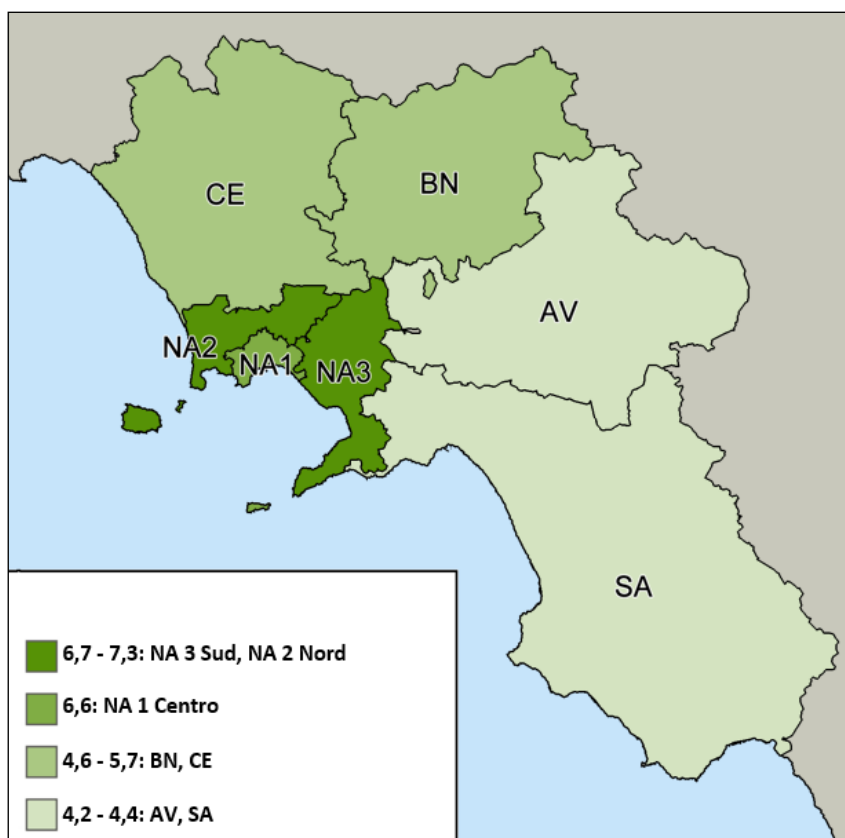 CE
BN
AV
NA2
NA1
NA3
SA
6,7 - 7,3: NA 3 Sud, NA 2 Nord
6,6: NA 1 Centro
4,6 - 5,7: BN, CE
4,2 - 4,4: AV, SA